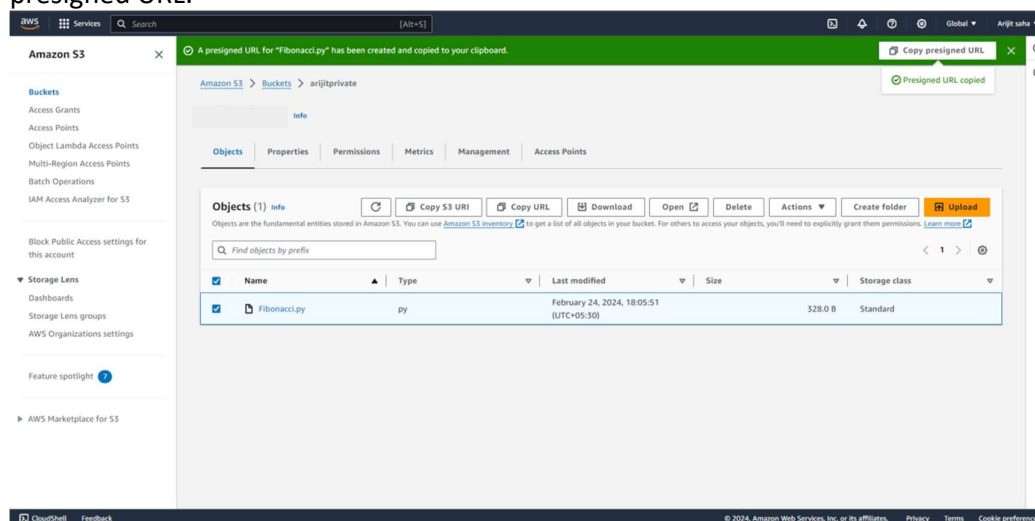 presigned URL.
aws Services Search [Alt+S] Global Arijit saha
Amazon S3
A presigned URL for "Fibonacci.py" has been created and copied to your clipboard. Copy presigned URL
Presigned URL copied
Amazon S3 > Buckets > arijitprivate
Info
Buckets
Access Grants
Access Points
Object Lambda Access Points
Multi-Region Access Points
Batch Operations
IAM Access Analyzer for S3
Block Public Access settings for
this account
Storage Lens
Dashboards
Storage Lens groups
AWS Organizations settings
Feature spotlight 7
AWS Marketplace for S3
Objects Properties Permissions Metrics Management Access Points
Objects (1) Info Copy S3 URI Copy URL Download Open Delete Actions Create folder Upload
Objects are the fundamental entities stored in Amazon S3. You can use Amazon S3 inventory to get a list of all objects in your bucket. For others to access your objects, you'll need to explicitly grant them permissions. Learn more
Find objects by prefix
< 1 >
Name Type Last modified Size Storage class
Fibonacci.py py February 24, 2024, 18:05:51 328.0 B Standard
(UTC+05:30)
CloudShell Feedback © 2024, Amazon Web Services, Inc. or its affiliates. Privacy Terms Cookie preferences